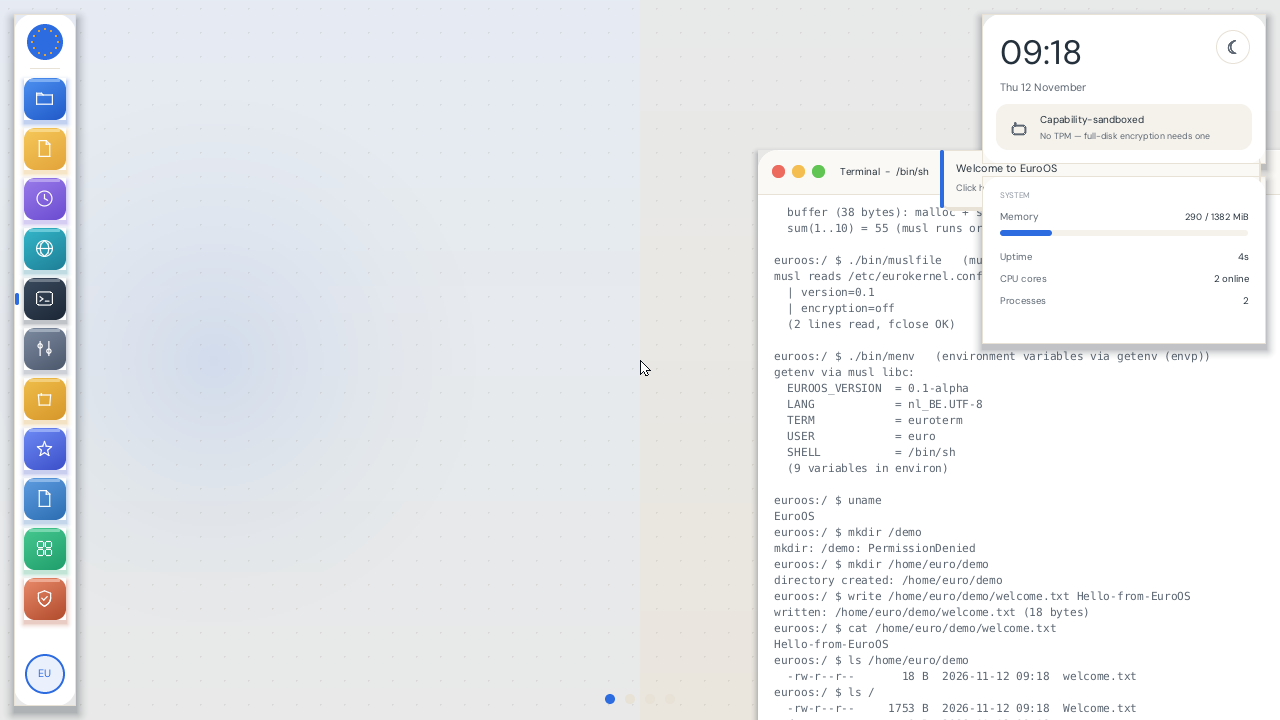 09:18
Thu 12 November
Capability-sandboxed
No TPM — full-disk encryption needs one
Terminal - /bin/sh
Welcome to EuroOS
Click
SYSTEM
Memory 290 / 1382 MiB
Uptime 4s
CPU cores 2 online
Processes 2
buffer (38 bytes): malloc +
sum(1..10) = 55 (musl runs
euroos:/ $ ./bin/muslfile
musl reads /etc/eurokernel.conf
| version=0.1
| encryption=off
(2 lines read, fclose OK)
euroos:/ $ ./bin/menv (environment variables via getenv (envp))
getenv via musl libc:
EUROOS_VERSION = 0.1-alpha
LANG = nl_BE.UTF-8
TERM = euroterm
USER = euro
SHELL = /bin/sh
(9 variables in environ)
euroos:/ $ uname
EuroOS
euroos:/ $ mkdir /demo
mkdir: /demo: PermissionDenied
euroos:/ $ mkdir /home/euro/demo
directory created: /home/euro/demo
euroos:/ $ write /home/euro/demo/welcome.txt Hello-from-EuroOS
written: /home/euro/demo/welcome.txt (18 bytes)
euroos:/ $ cat /home/euro/demo/welcome.txt
Hello-from-EuroOS
euroos:/ $ ls /home/euro/demo
-rw-r--r-- 18 B 2026-11-12 09:18 welcome.txt
euroos:/ $ ls /
-rw-r--r-- 1753 B 2026-11-12 09:18 Welcome.txt
EU